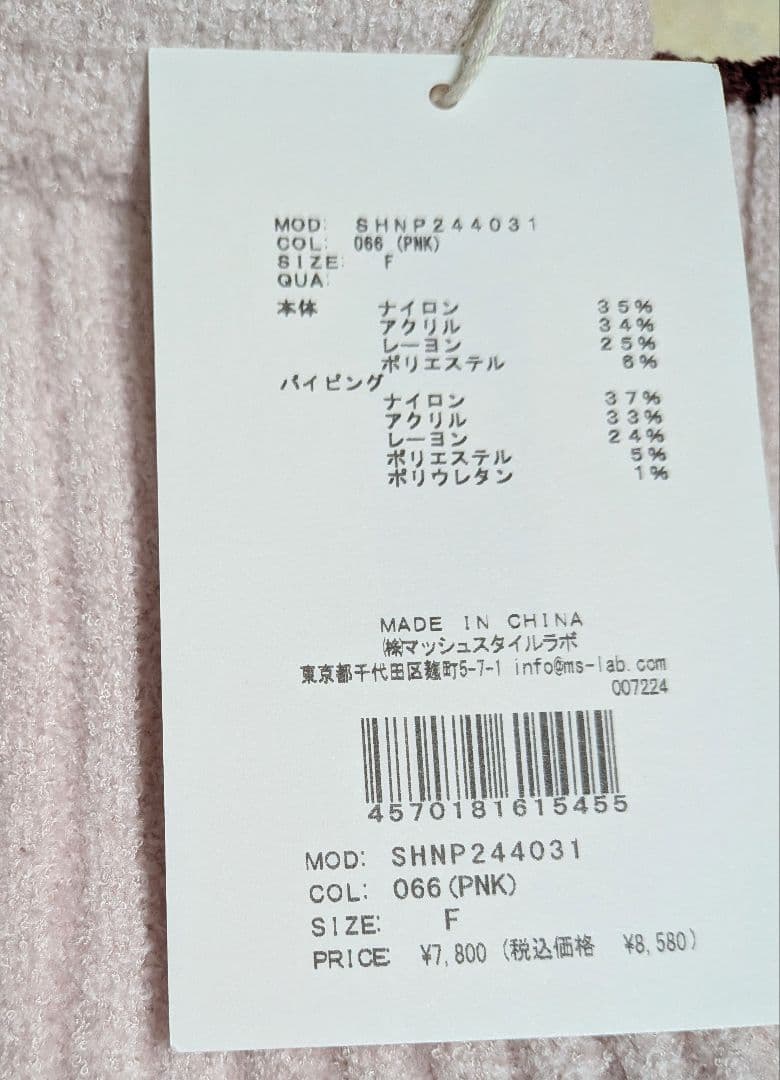 MOD: SHNP244031
COL: 066 (PNK)
SIZE: F
QUA:
本体 ナイロン 35%
アクリル 34%
レーヨン 25%
ポリエステル 6%
パイピング
ナイロン 37%
アクリル 33%
レーヨン 24%
ポリエステル 5%
ポリウレタン 1%
MADE IN CHINA
㈱マッシュスタイルラボ
東京都千代田区麹町5-7-1 info@ms-lab.com
007224
4570181615455
MOD: SHNP244031
COL: 066(PNK)
SIZE: F
PRICE: ¥7,800 (税込価格 ¥8,580)